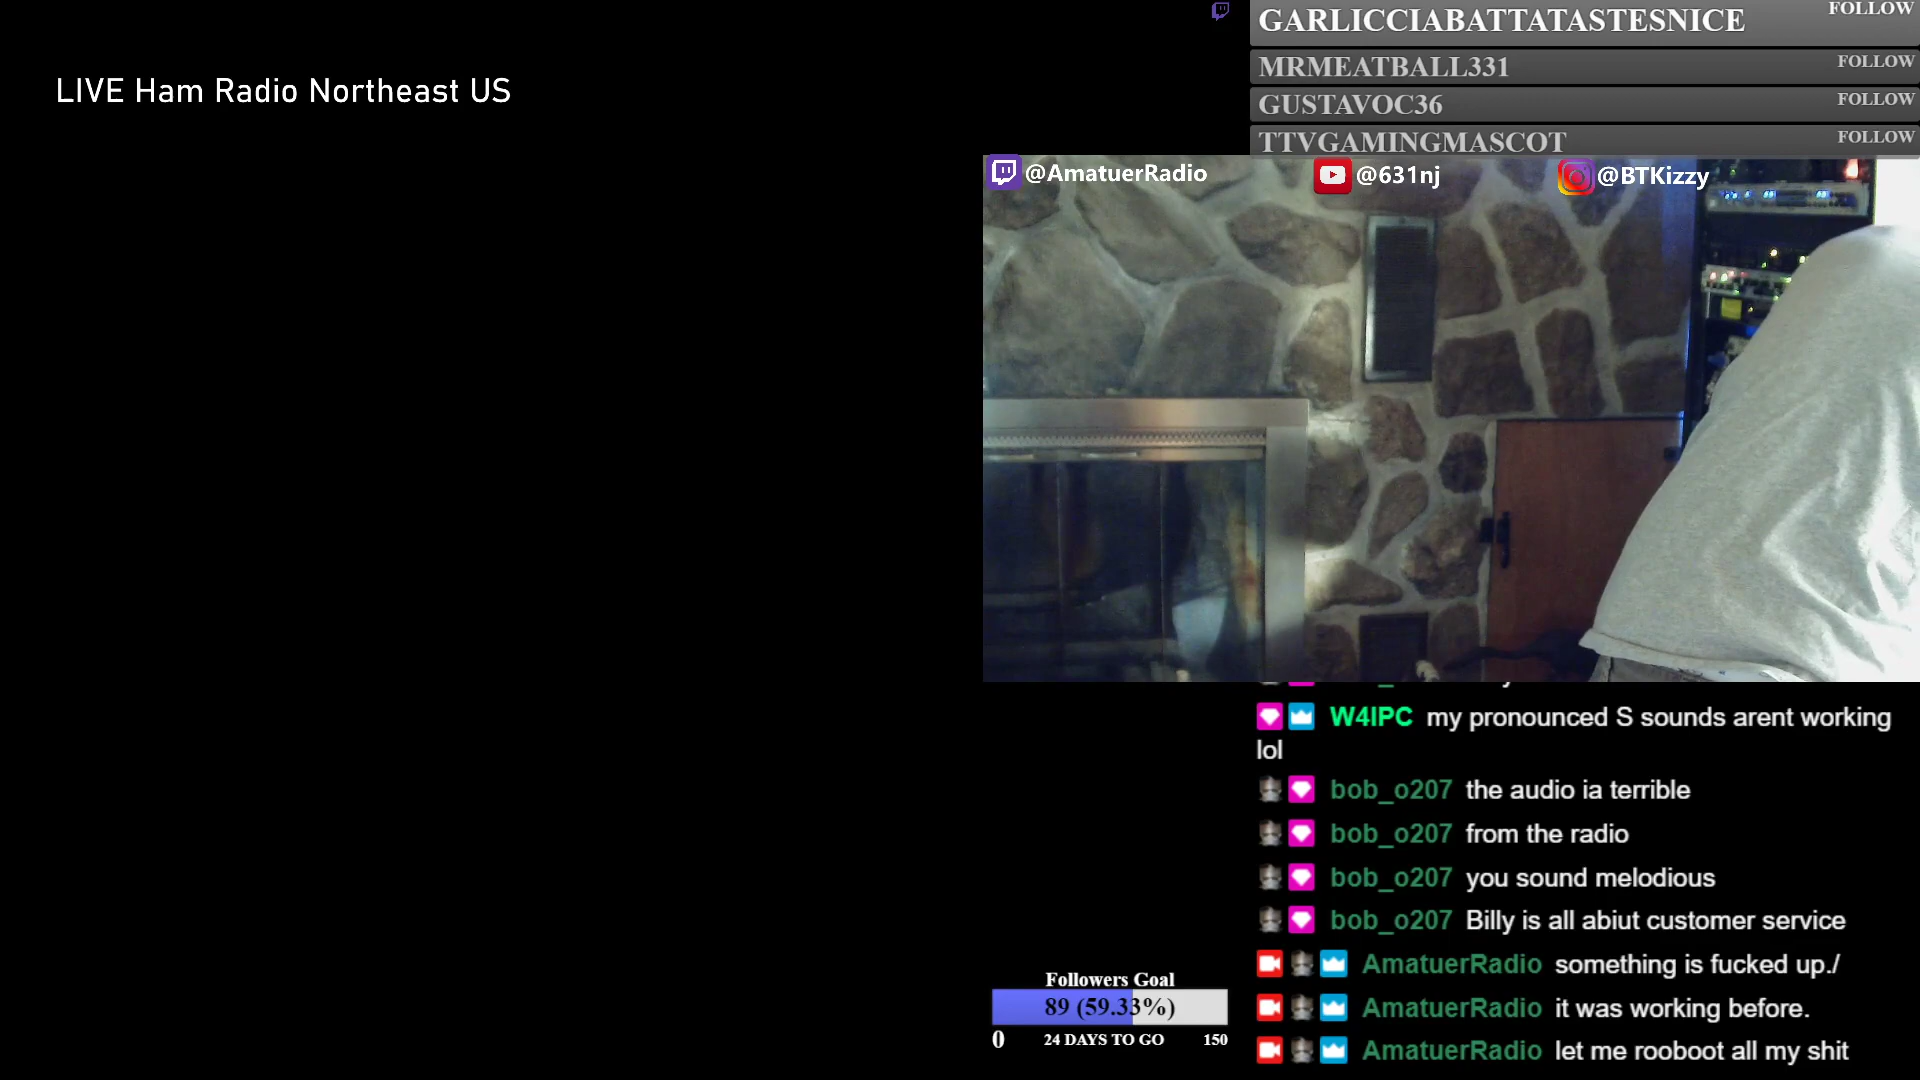 LIVE Ham Radio Northeast US
GARLICCIABATTATASTESNICE FOLLOW
MRMEATBALL331 FOLLOW
GUSTAVOC36 FOLLOW
TTVGAMINGMASCOT FOLLOW
@AmatuerRadio @631nj @BTKizzy
W4IPC my pronounced S sounds arent working
lol
bob_o207 the audio ia terrible
bob_o207 from the radio
bob_o207 you sound melodious
bob_o207 Billy is all abiut customer service
AmatuerRadio something is fucked up./
AmatuerRadio it was working before.
AmatuerRadio let me rooboot all my shit
Followers Goal
89 (59.33%)
0 24 DAYS TO GO 150